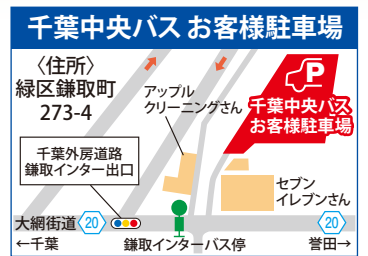 千葉中央バス お客様駐車場
〈住所〉
緑区鎌取町
273-4
アップル
クリーニングさん
P
千葉中央バス
お客様駐車場
千葉外房道路
鎌取インター出口
セブン
イレブンさん
大網街道 20
20
←千葉
鎌取インターバス停
誉田→